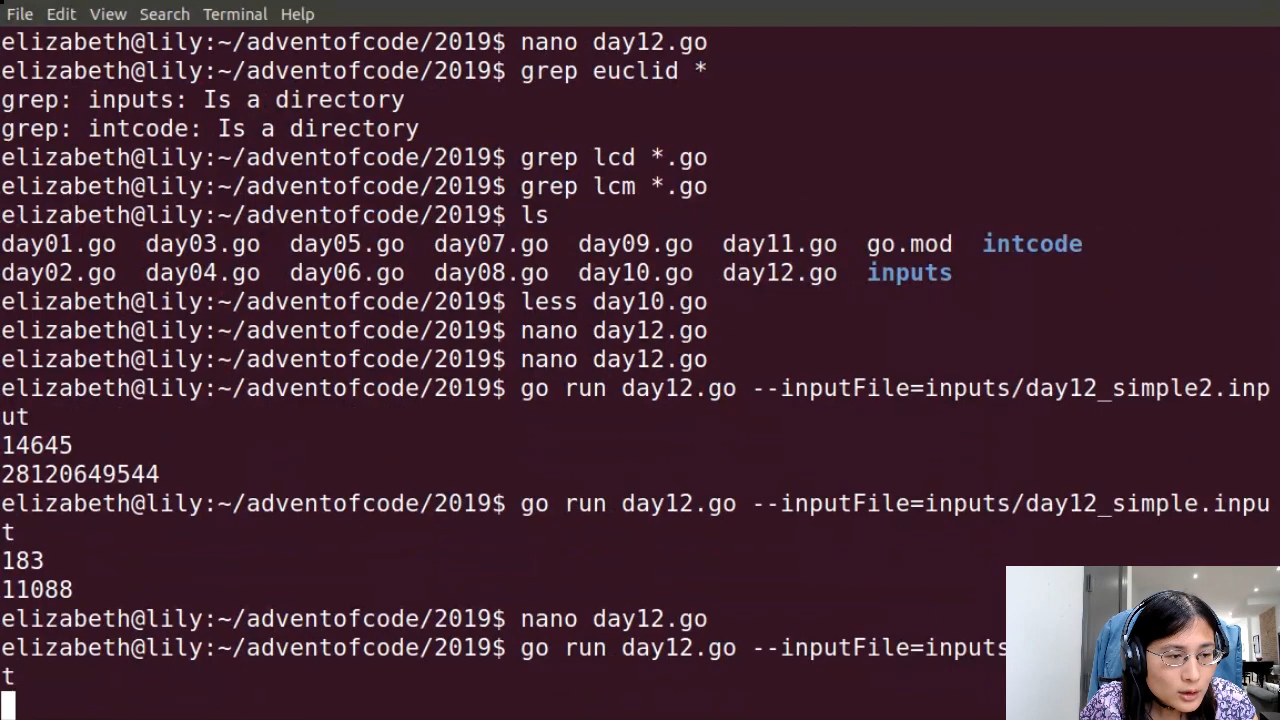 File Edit View Search Terminal Help
elizabeth@lily:~/adventofcode/2019$ nano day12.go
elizabeth@lily:~/adventofcode/2019$ grep euclid *
grep: inputs: Is a directory
grep: intcode: Is a directory
elizabeth@lily:~/adventofcode/2019$ grep lcd *.go
elizabeth@lily:~/adventofcode/2019$ grep lcm *.go
elizabeth@lily:~/adventofcode/2019$ ls
day01.go day03.go day05.go day07.go day09.go day11.go go.mod intcode
day02.go day04.go day06.go day08.go day10.go day12.go inputs
elizabeth@lily:~/adventofcode/2019$ less day10.go
elizabeth@lily:~/adventofcode/2019$ nano day12.go
elizabeth@lily:~/adventofcode/2019$ nano day12.go
elizabeth@lily:~/adventofcode/2019$ go run day12.go --inputFile=inputs/day12_simple2.inp
ut
14645
28120649544
elizabeth@lily:~/adventofcode/2019$ go run day12.go --inputFile=inputs/day12_simple.inpu
t
183
11088
elizabeth@lily:~/adventofcode/2019$ nano day12.go
elizabeth@lily:~/adventofcode/2019$ go run day12.go --inputFile=inputs
t